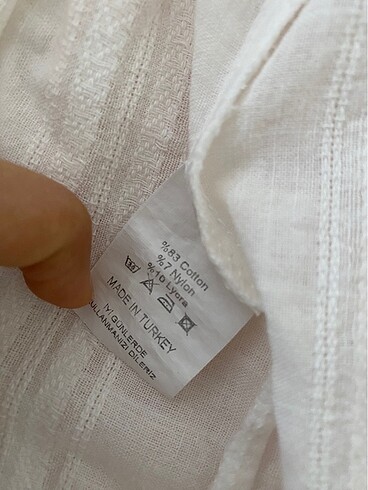 %83 Cotton
%7 Nylon
%10 Lycra
MADE IN TURKEY
İYİ GÜNLERDE
KULLANMANIZI DİLERİZ